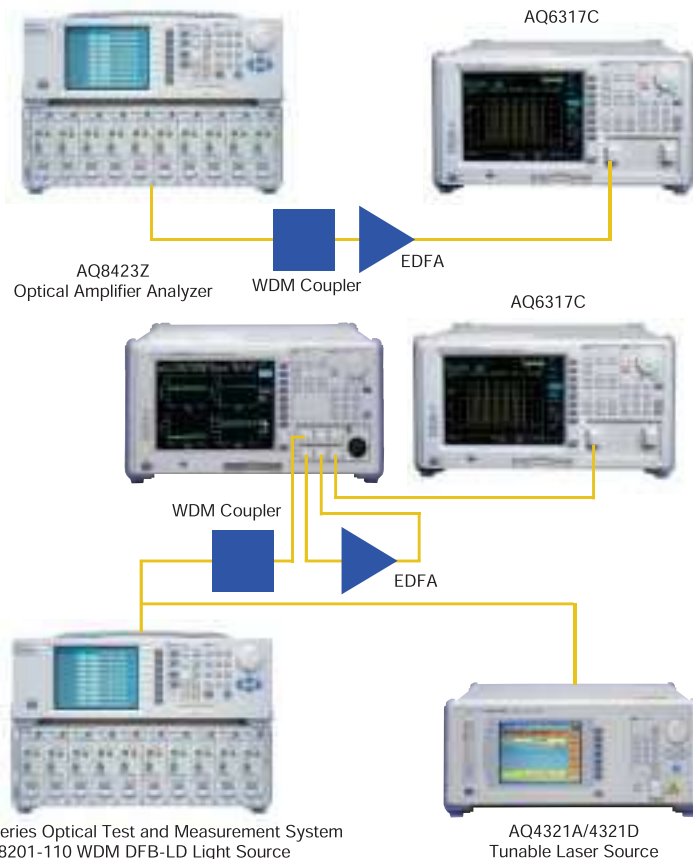 AQ6317C
EDFA
AQ8423Z
Optical Amplifier Analyzer
WDM Coupler
AQ6317C
WDM Coupler
EDFA
eries Optical Test and Measurement System
8201-110 WDM DFB-LD Light Source
AQ4321A/4321D
Tunable Laser Source